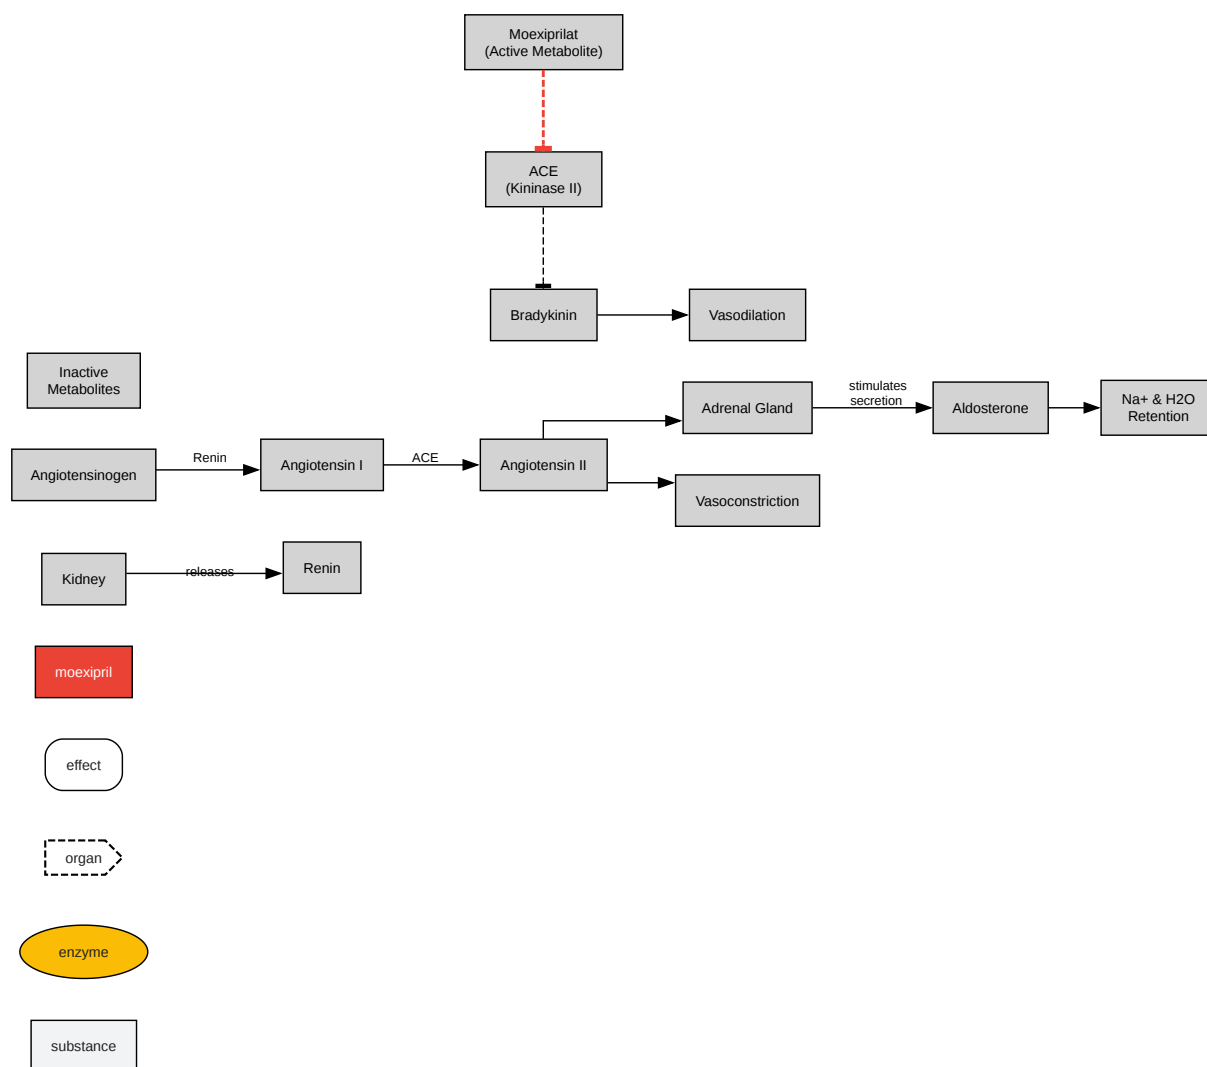 Moexiprilat
(Active Metabolite)
ACE
(Kininase II)
Bradykinin
Vasodilation
Inactive
Metabolites
Adrenal Gland
stimulates
secretion
Aldosterone
Na+ & H2O
Retention
Angiotensinogen
Renin
Angiotensin I
ACE
Angiotensin II
Vasoconstriction
Kidney
releases
Renin
moexipril
effect
organ
enzyme
substance